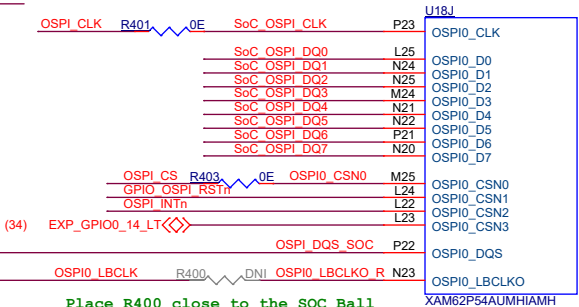 U18J
OSPI_CLK R401 0E SoC_OSPI_CLK P23 OSPI0_CLK
SoC_OSPI_DQ0 L25 OSPI0_D0
SoC_OSPI_DQ1 N24 OSPI0_D1
SoC_OSPI_DQ2 N25 OSPI0_D2
SoC_OSPI_DQ3 M24 OSPI0_D3
SoC_OSPI_DQ4 N21 OSPI0_D4
SoC_OSPI_DQ5 N22 OSPI0_D5
SoC_OSPI_DQ6 P21 OSPI0_D6
SoC_OSPI_DQ7 N20 OSPI0_D7
OSPI_CS R403 0E OSPI0_CSN0 M25 OSPI0_CSN0
GPIO_OSPI_RSTn L24 OSPI0_CSN1
OSPI_INTn L22 OSPI0_CSN2
(34) EXP_GPIO0_14_LT L23 OSPI0_CSN3
OSPI_DQS_SOC P22 OSPI0_DQS
OSPI0_LBCLK R400 DNI OSPI0_LBCLKO_R N23 OSPI0_LBCLKO
Place R400 close to the SOC Ball XAM62P54AUMHIAMH